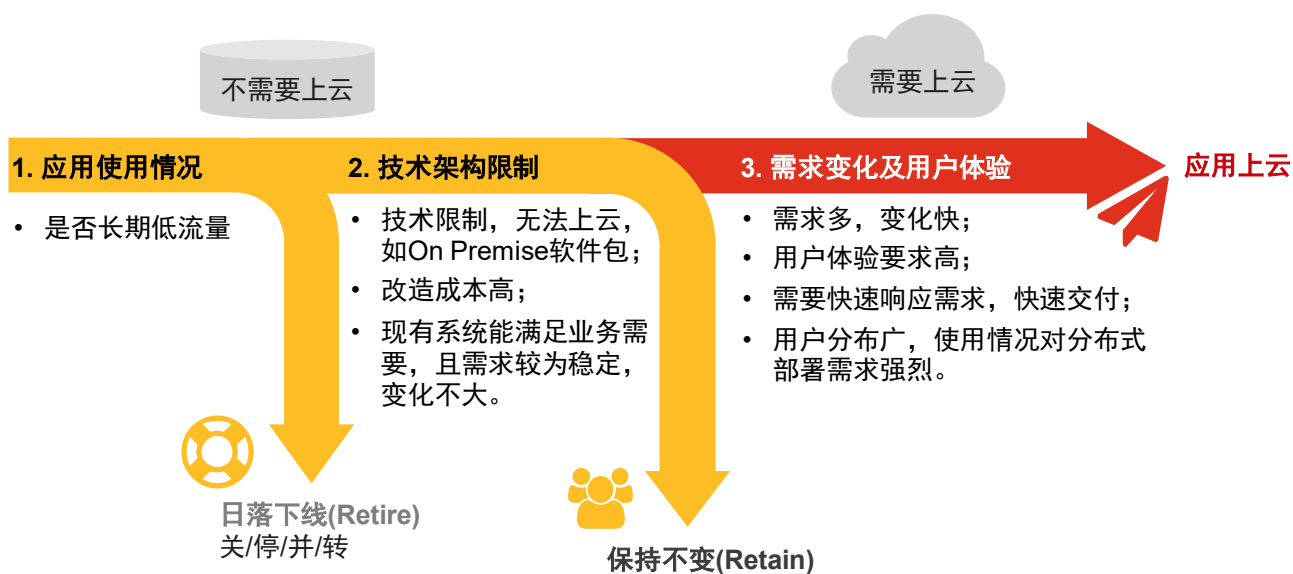 不需要上云
需要上云
1. 应用使用情况
2. 技术架构限制
3. 需求变化及用户体验
应用上云
• 是否长期低流量
• 技术限制，无法上云，
如On Premise软件包；
• 改造成本高；
• 现有系统能满足业务需
要，且需求较为稳定，
变化不大。
• 需求多，变化快；
• 用户体验要求高；
• 需要快速响应需求，快速交付；
• 用户分布广，使用情况对分布式
部署需求强烈。
日落下线(Retire)
关/停/并/转
保持不变(Retain)